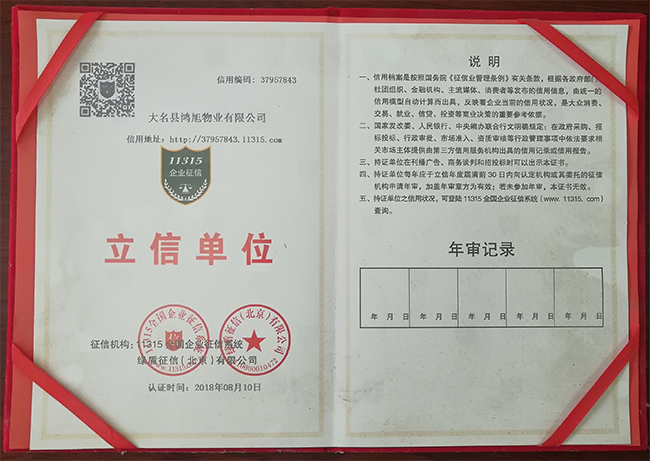 信用编码: 37957843
大名县鸿旭物业有限公司
信用地址: http://37957843.11315.com
11315
企业征信
立信单位
征信机构: 11315 全国企业征信系统
绿盾征信(北京)有限公司
认证时间: 2018年08月10日
说 明
一、信用档案是按照国务院《征信业管理条例》有关条款, 根据各政府部门、
社团组织、金融机构、主流媒体、消费者等发布的信用信息, 由统一的
信用模型自动计算而出具, 反映着企业当前的信用状况, 是大众消费、
交易、就业、信贷、投资等商业决策的重要参考依据。
二、国家发改委、人民银行、中央编办联合行文明确规定: 在政府采购、招
标投标、行政审批、市场准入、资质审核等行政管理事项中依法要求相
关市场主体提供由第三方信用服务机构出具的信用记录或信用报告。
三、持证单位在刊播广告、商务谈判和招投标时可以出示本证书。
四、持证单位每年应于立信年度届满前 30 日内向认定机构或其委托的征信
机构申请年审, 加盖年审章方为有效; 若未参加年审, 本证书无效。
五、持证单位之信用状况, 可登陆 11315 全国企业征信系统 (www. 11315. com)
查询。
年审记录
年 月 日 年 月 日 年 月 日 年 月 日 年 月 日